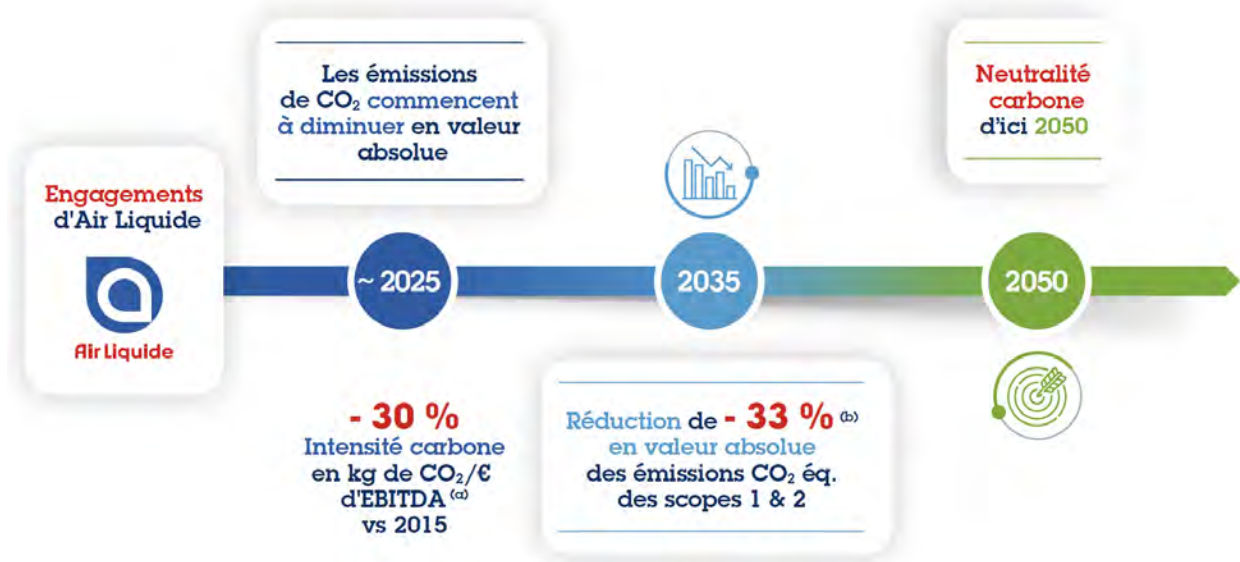 Engagements
d'Air Liquide
Air Liquide
Les émissions
de CO₂ commencent
à diminuer en valeur
absolue
~ 2025
- 30 %
Intensité carbone
en kg de CO₂/€
d'EBITDA (a)
vs 2015
2035
Réduction de - 33 % (b)
en valeur absolue
des émissions CO₂ éq.
des scopes 1 & 2
Neutralité
carbone
d'ici 2050
2050